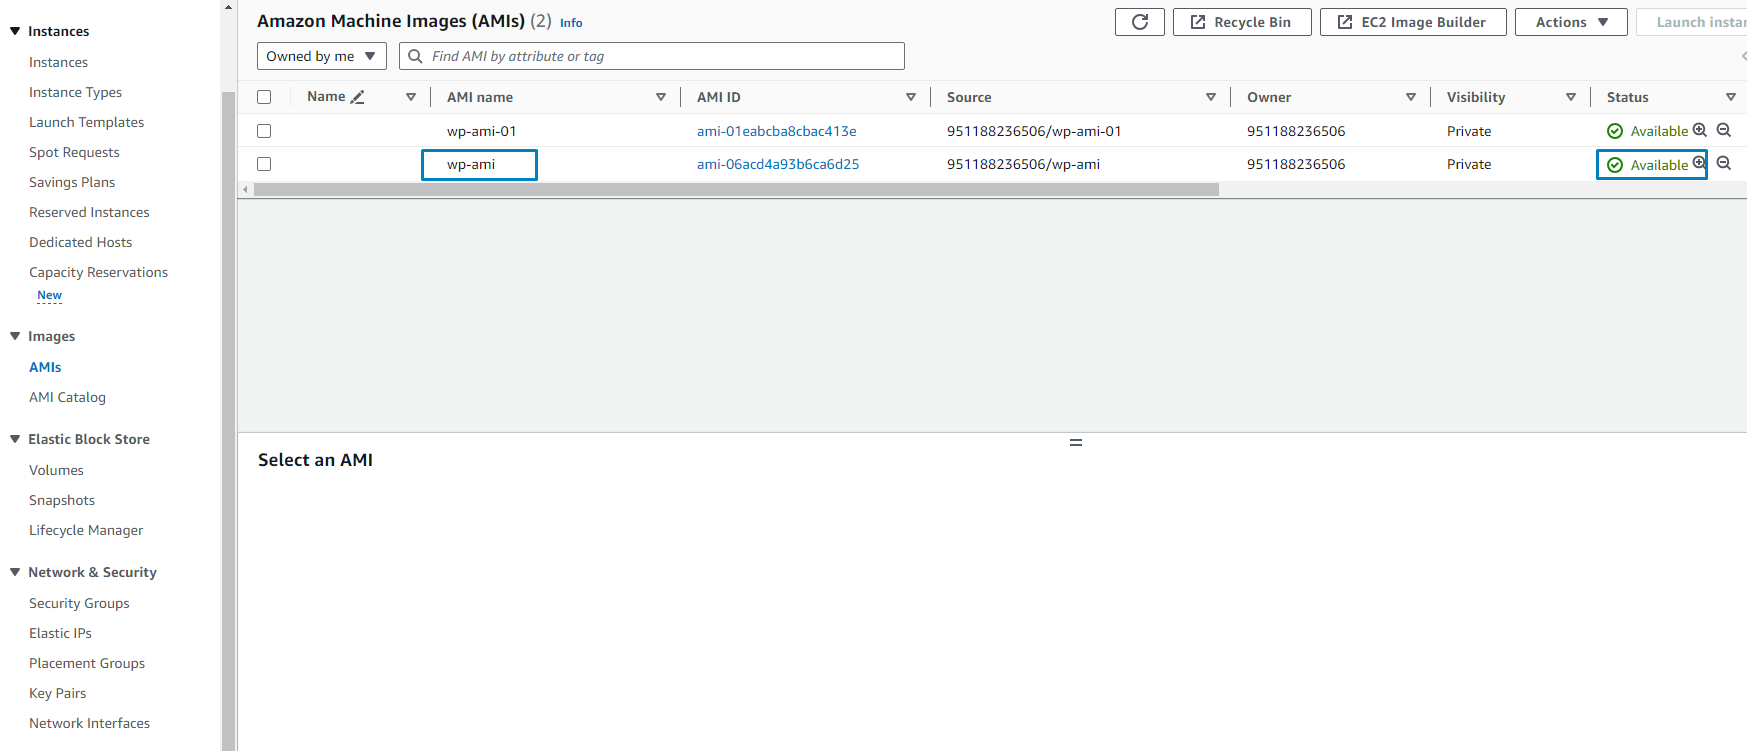 Instances
Instances
Instance Types
Launch Templates
Spot Requests
Savings Plans
Reserved Instances
Dedicated Hosts
Capacity Reservations
New
Images
AMIs
AMI Catalog
Elastic Block Store
Volumes
Snapshots
Lifecycle Manager
Network & Security
Security Groups
Elastic IPs
Placement Groups
Key Pairs
Network Interfaces
Amazon Machine Images (AMIs) (2) Info
Recycle Bin
EC2 Image Builder
Actions
Launch instan
Owned by me
Find AMI by attribute or tag
Name AMI name AMI ID Source Owner Visibility Status
wp-ami-01 ami-01eabcba8cbac413e 951188236506/wp-ami-01 951188236506 Private Available
wp-ami ami-06acd4a93b6ca6d25 951188236506/wp-ami 951188236506 Private Available
Select an AMI